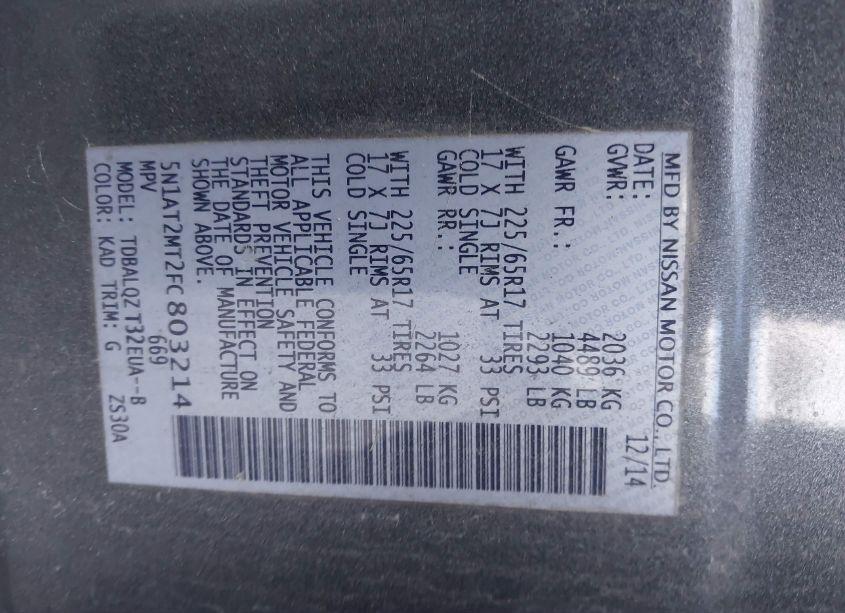 MFD BY NISSAN MOTOR CO., LTD.
DATE: 12/14
GVWR: 2036 KG
4489 LB
GAWR FR.: 1040 KG
2293 LB
WITH 225/65R17 TIRES
17 X 7J RIMS AT 33 PSI
COLD SINGLE
GAWR RR.: 1027 KG
2264 LB
WITH 225/65R17 TIRES
17 X 7J RIMS AT 33 PSI
COLD SINGLE
THIS VEHICLE CONFORMS TO
ALL APPLICABLE FEDERAL
MOTOR VEHICLE SAFETY AND
THEFT PREVENTION
STANDARDS IN EFFECT ON
THE DATE OF MANUFACTURE
SHOWN ABOVE.
5N1AT2MT2FC803214
MPV 669
MODEL: TDBALQZ T32EUA--B
COLOR: KAD TRIM: G ZS30A